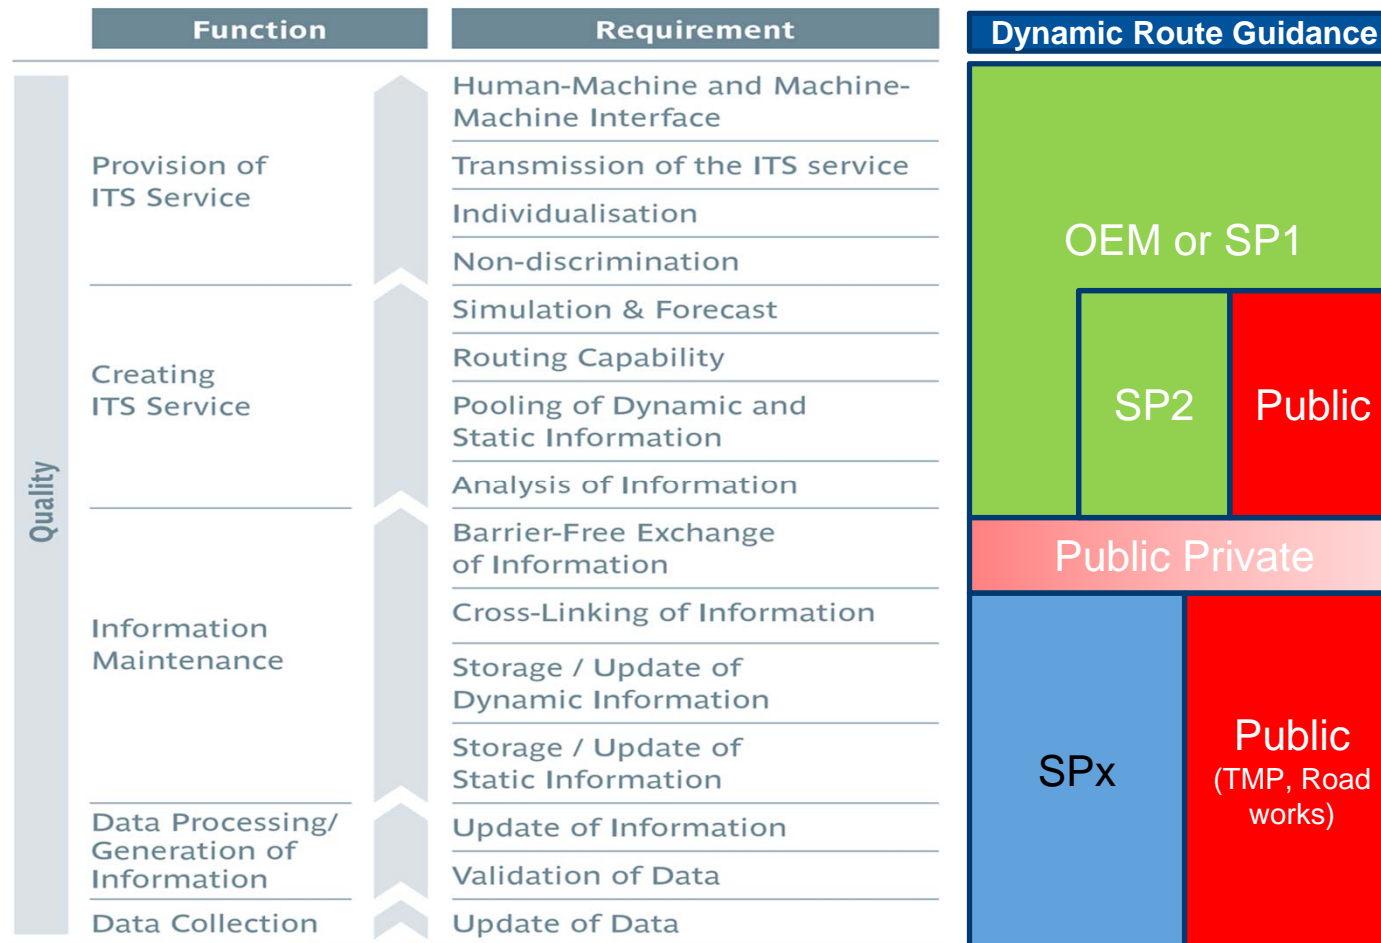 Function
Requirement
Dynamic Route Guidance
Quality
Provision of
ITS Service
Human-Machine and Machine-
Machine Interface
Transmission of the ITS service
Individualisation
Non-discrimination
Creating
ITS Service
Simulation & Forecast
Routing Capability
Pooling of Dynamic and
Static Information
Analysis of Information
Information
Maintenance
Barrier-Free Exchange
of Information
Cross-Linking of Information
Storage / Update of
Dynamic Information
Storage / Update of
Static Information
Data Processing/
Generation of
Information
Update of Information
Validation of Data
Data Collection
Update of Data
OEM or SP1
SP2
Public
Public Private
SPx
Public
(TMP, Road
works)